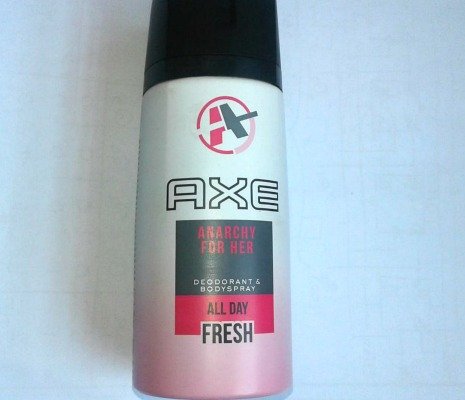 A
AXE
ANARCHY
FOR HER
DEODORANT &
BODYSPRAY
ALL DAY
FRESH